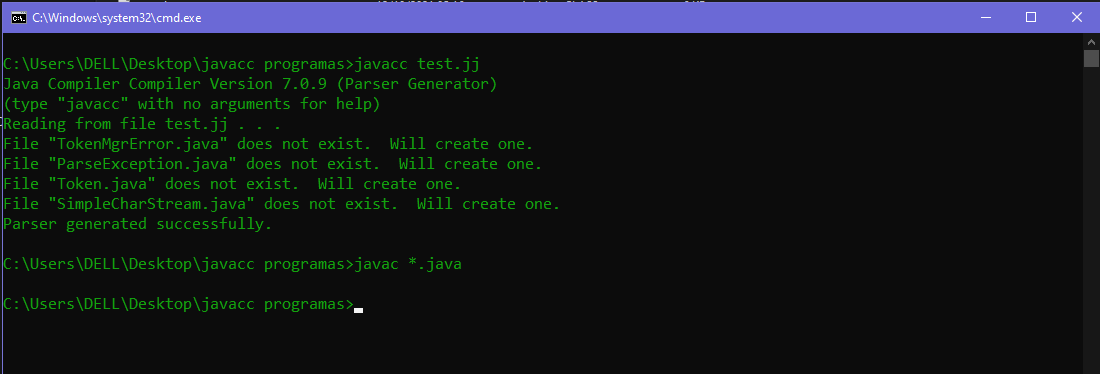 C:\Windows\system32\cmd.exe
C:\Users\DELL\Desktop\javacc programas>javacc test.jj
Java Compiler Compiler Version 7.0.9 (Parser Generator)
(type "javacc" with no arguments for help)
Reading from file test.jj . . .
File "TokenMgrError.java" does not exist.  Will create one.
File "ParseException.java" does not exist.  Will create one.
File "Token.java" does not exist.  Will create one.
File "SimpleCharStream.java" does not exist.  Will create one.
Parser generated successfully.
C:\Users\DELL\Desktop\javacc programas>javac *.java
C:\Users\DELL\Desktop\javacc programas>